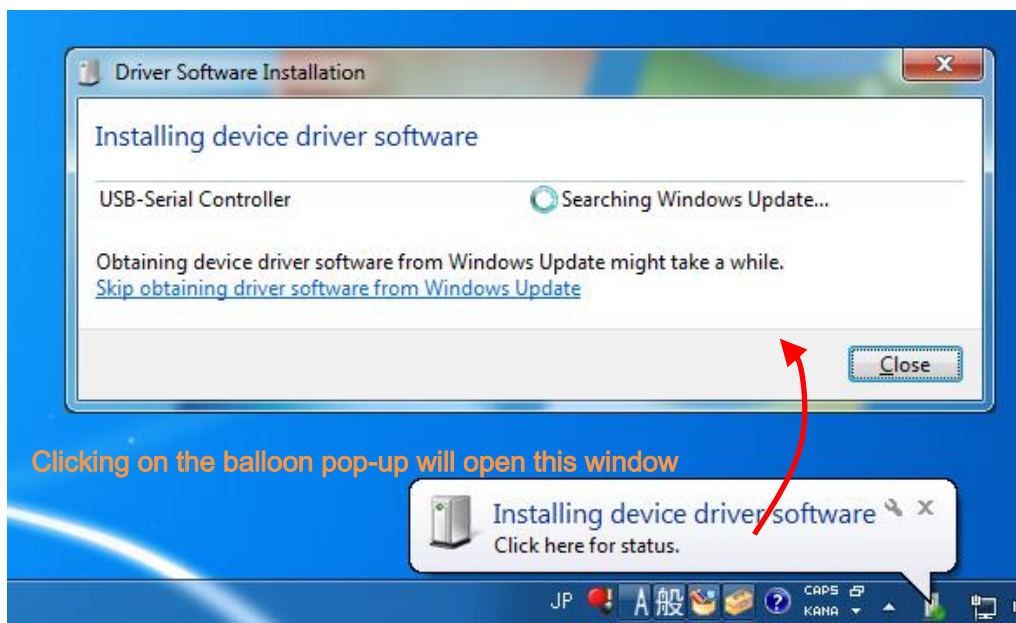 Driver Software Installation
Installing device driver software
USB-Serial Controller Searching Windows Update...
Obtaining device driver software from Windows Update might take a while.
Skip obtaining driver software from Windows Update
Close
Clicking on the balloon pop-up will open this window
Installing device driver software
Click here for status.
JP A 般 ? CAPS
KANA